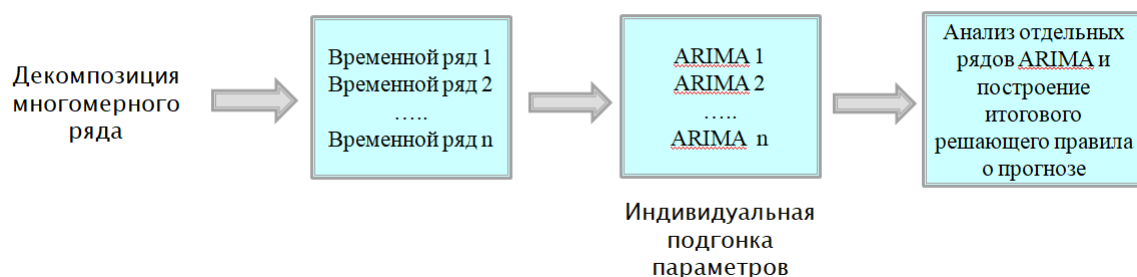 Декомпозиция
многомерного
ряда
Временной ряд 1
Временной ряд 2
…..
Временной ряд n
ARIMA 1
ARIMA 2
…..
ARIMA n
Индивидуальная
подгонка
параметров
Анализ отдельных
рядов ARIMA и
построение
итогового
решающего правила
о прогнозе